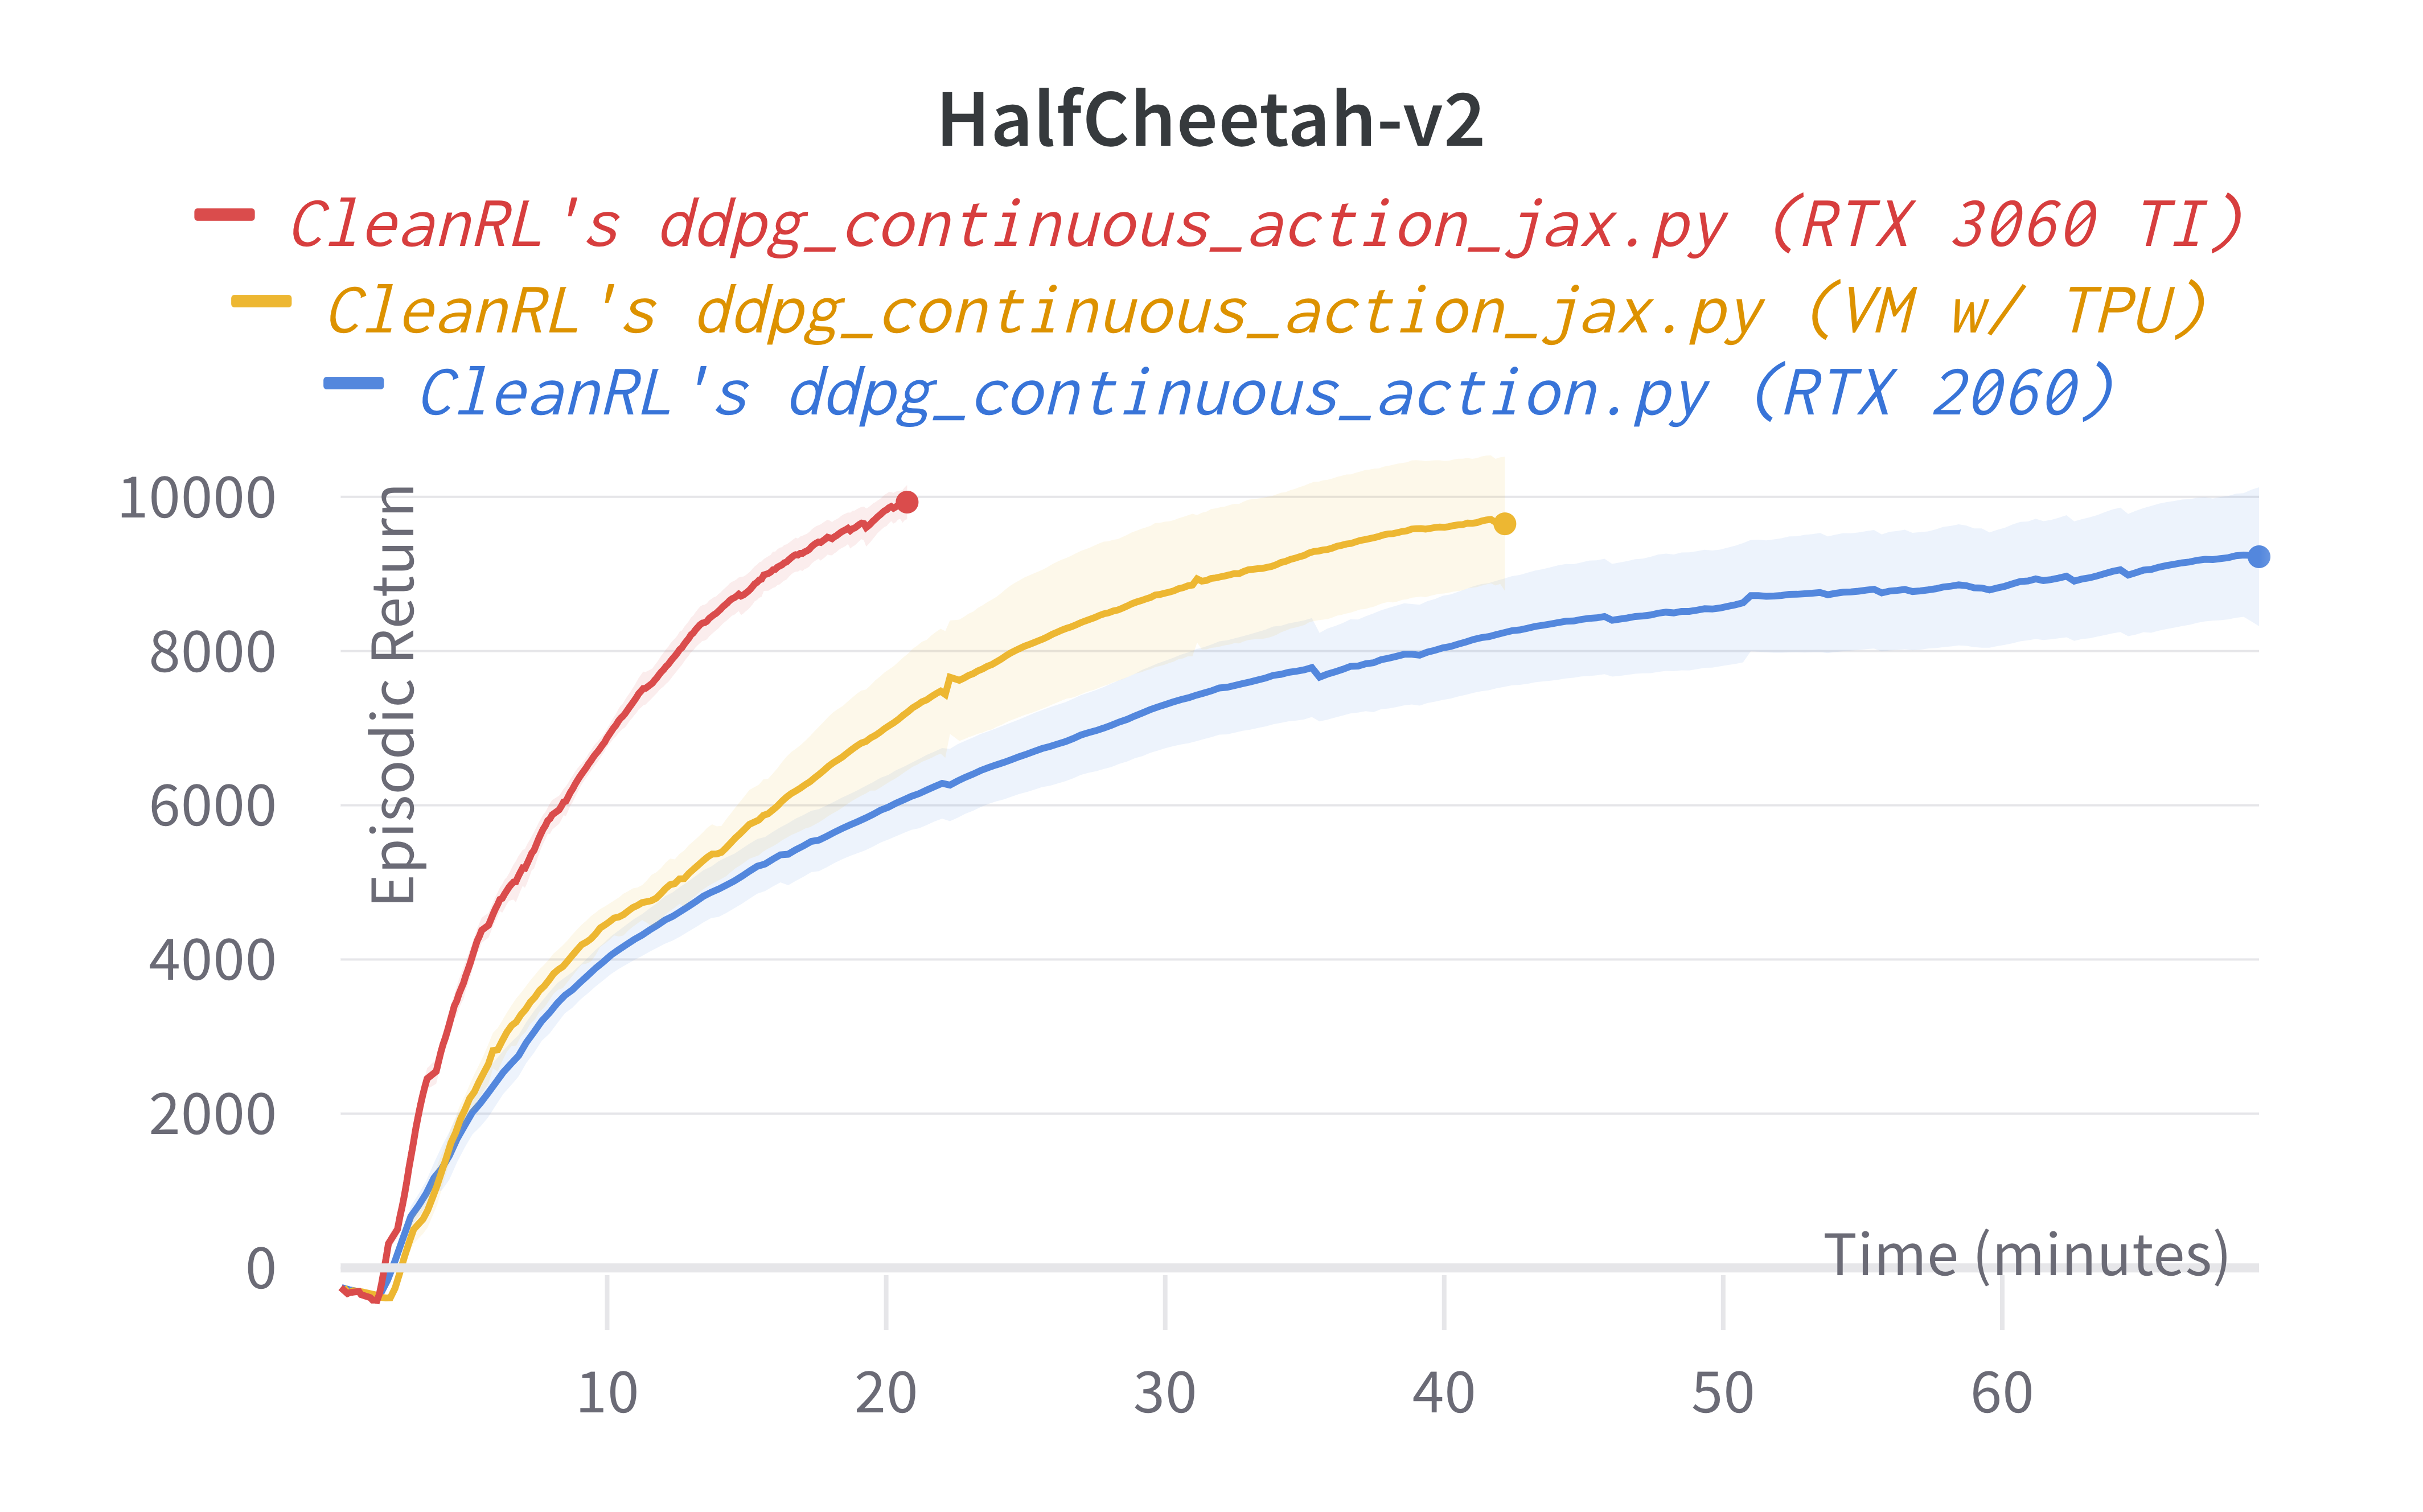 HalfCheetah-v2
CleanRL's ddpg_continuous_action_jax.py (RTX 3060 TI)
CleanRL's ddpg_continuous_action_jax.py (VM w/ TPU)
CleanRL's ddpg_continuous_action.py (RTX 2060)
Episodic Return
10000
8000
6000
4000
2000
0
Time (minutes)
10 20 30 40 50 60